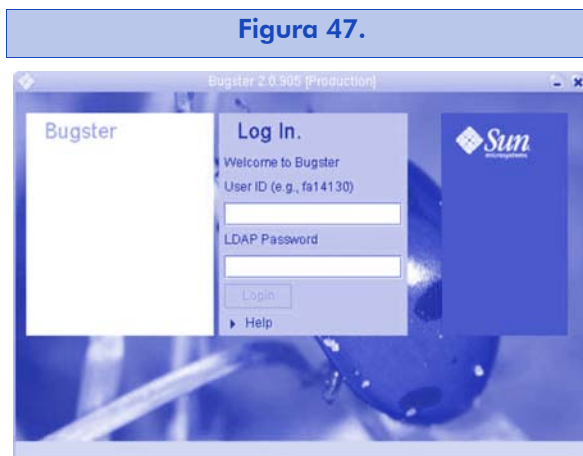 Figura 47.
Bugster 2.0.905 [Production]
Bugster
Log In.
Welcome to Bugster
User ID (e.g., fa14130)
LDAP Password
Login
Help
Sun
microsystems